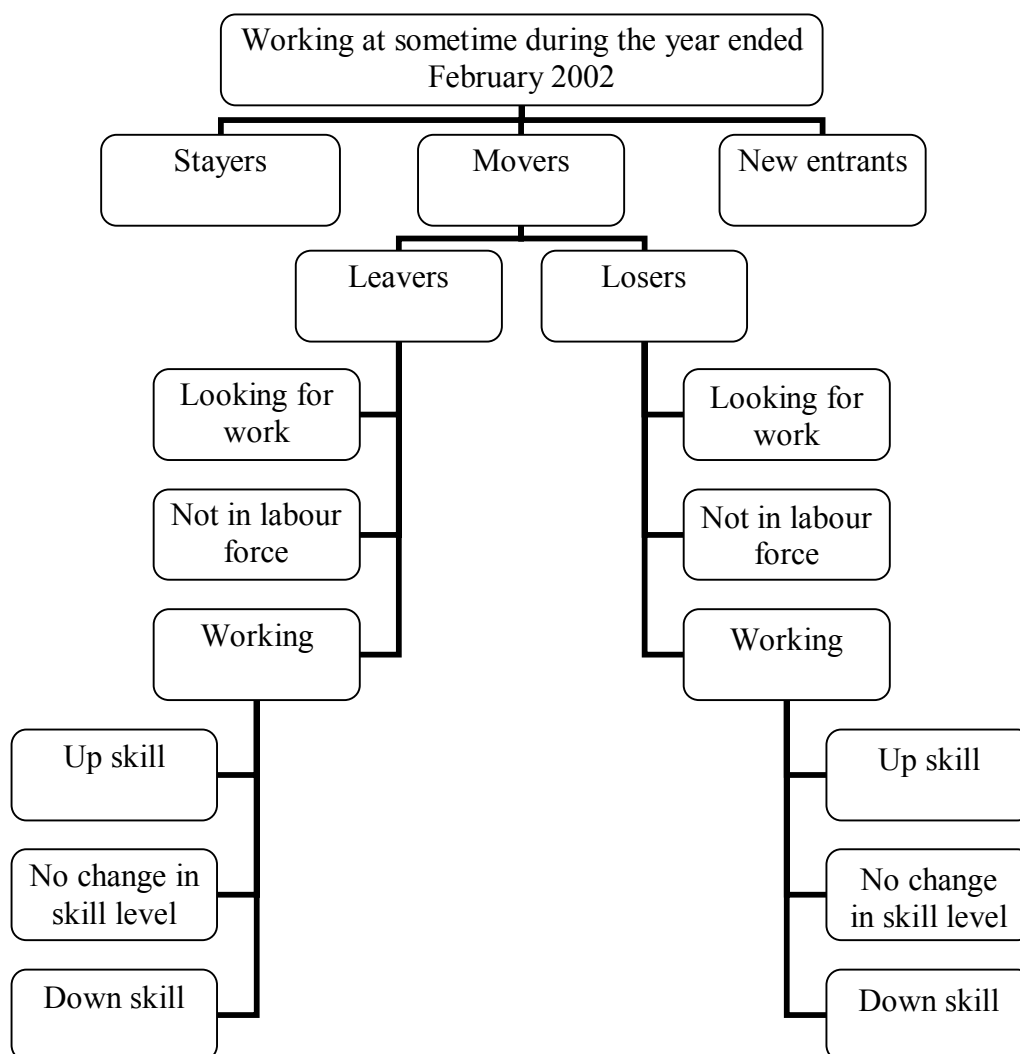 Working at sometime during the year ended
February 2002
Stayers
Movers
New entrants
Leavers
Losers
Looking for
work
Looking for
work
Not in labour
force
Not in labour
force
Working
Working
Up skill
Up skill
No change in
skill level
No change
in skill level
Down skill
Down skill